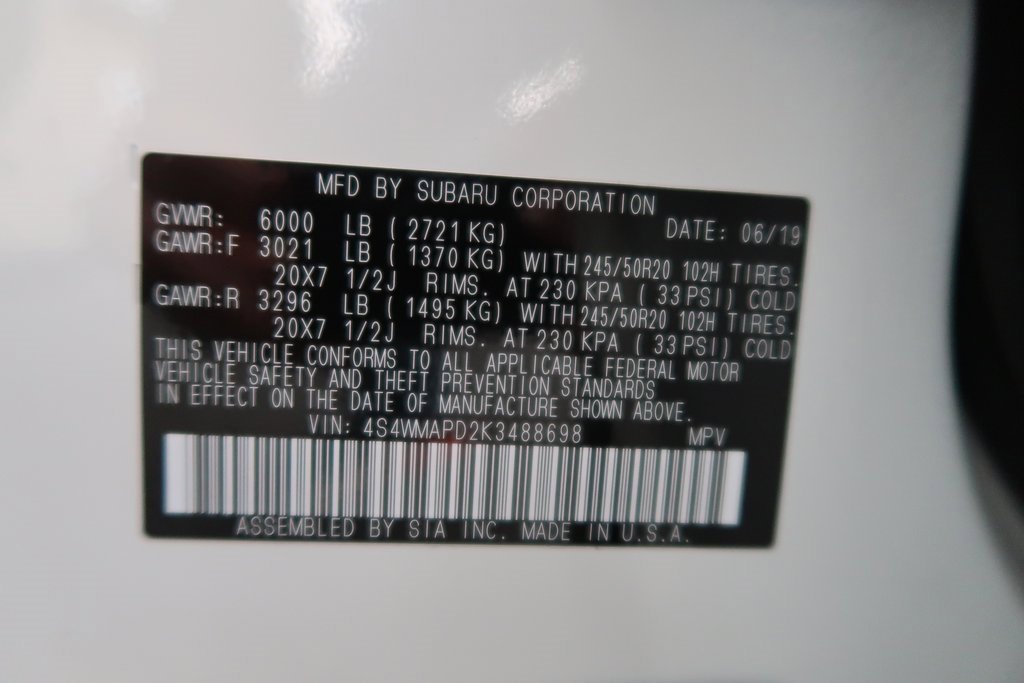 MFD BY SUBARU CORPORATION
GVWR: 6000 LB ( 2721 KG) DATE: 06/19
GAWR:F 3021 LB ( 1370 KG) WITH 245/50R20 102H TIRES.
20X7 1/2J RIMS. AT 230 KPA ( 33 PSI) COLD
GAWR:R 3296 LB ( 1495 KG) WITH 245/50R20 102H TIRES.
20X7 1/2J RIMS. AT 230 KPA ( 33 PSI) COLD
THIS VEHICLE CONFORMS TO ALL APPLICABLE FEDERAL MOTOR
VEHICLE SAFETY AND THEFT PREVENTION STANDARDS
IN EFFECT ON THE DATE OF MANUFACTURE SHOWN ABOVE.
VIN: 4S4WMAPD2K3488698 MPV
ASSEMBLED BY SIA INC. MADE IN U.S.A.